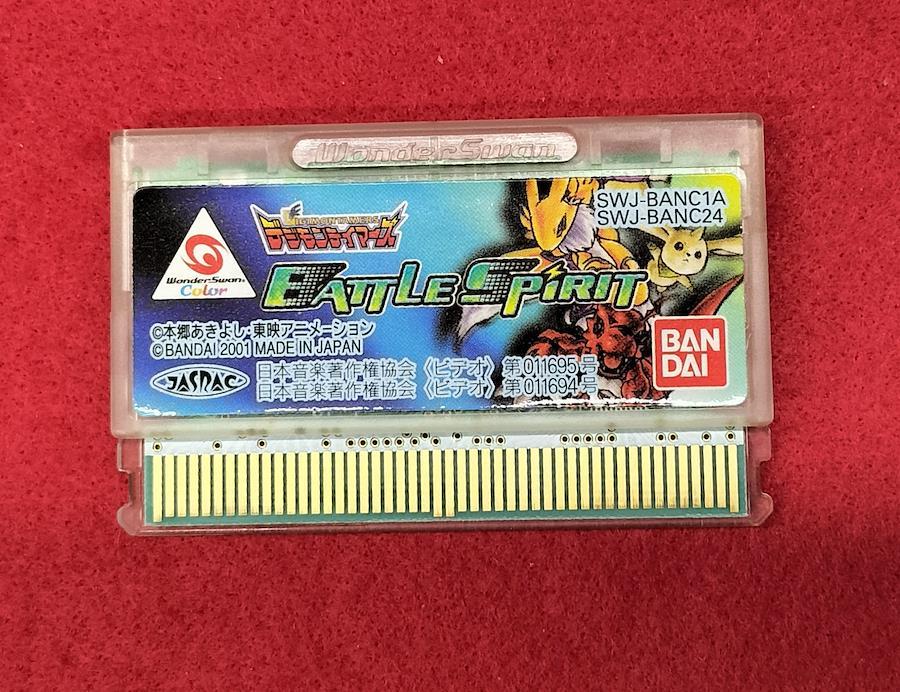 WonderSwan
SWJ-BANC1A
SWJ-BANC24
DIGIMON TAMERS
デジモンテイマーズ
BATTLE SPIRIT
WonderSwan
Color
©本郷あきよし・東映アニメーション
©BANDAI 2001 MADE IN JAPAN
BAN
DAI
JASRAC
日本音楽著作権協会〈ビデオ〉第011695号
日本音楽著作権協会〈ビデオ〉第011694号